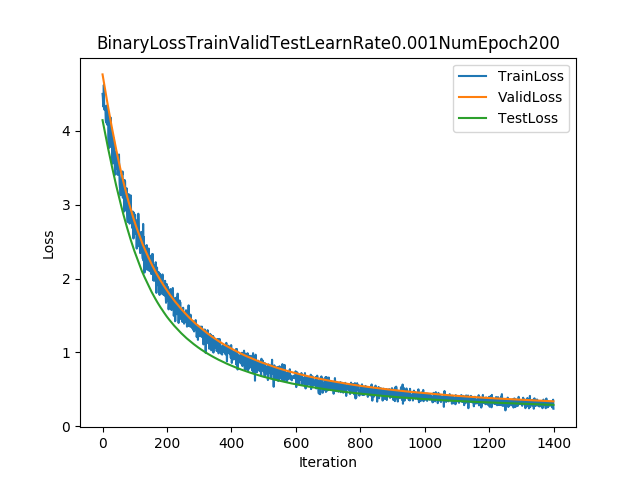 BinaryLossTrainValidTestLearnRate0.001NumEpoch200
TrainLoss
ValidLoss
TestLoss
Loss
4
3
2
1
0
0 200 400 600 800 1000 1200 1400
Iteration